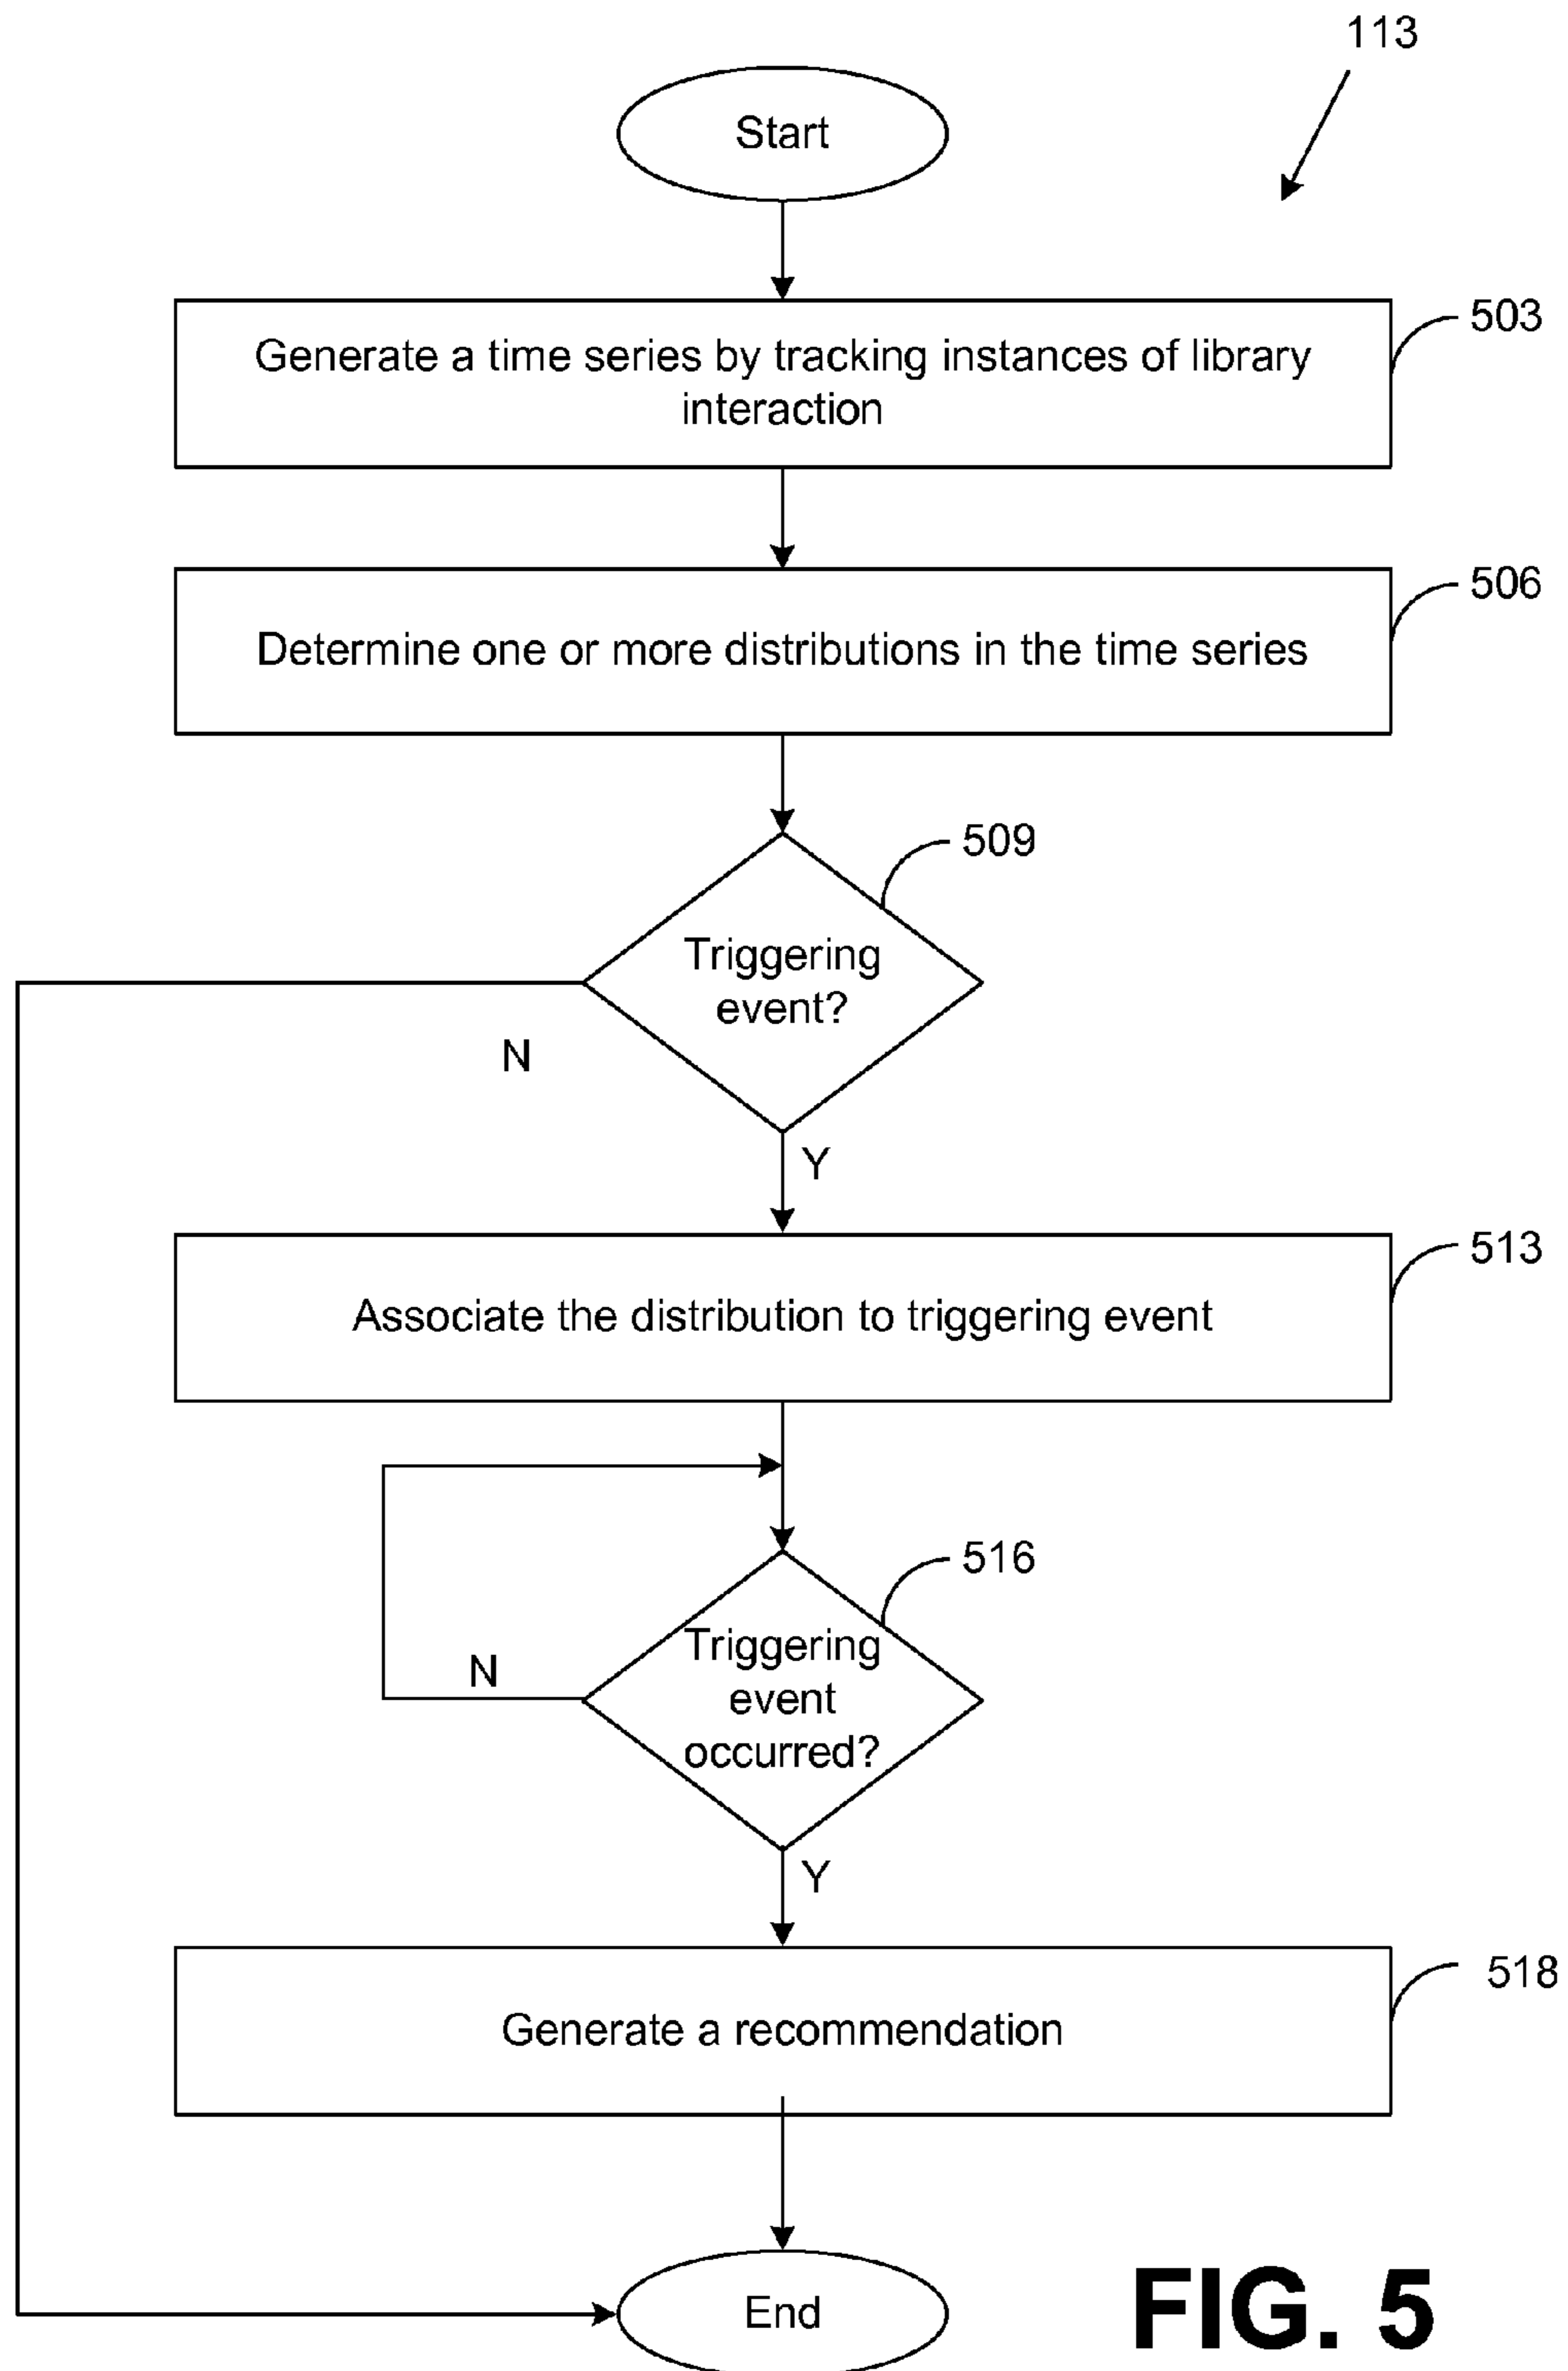 113
Start
503
Generate a time series by tracking instances of library
interaction
506
Determine one or more distributions in the time series
509
Triggering
event?
N
Y
513
Associate the distribution to triggering event
516
Triggering
event
occurred?
N
Y
518
Generate a recommendation
End
FIG. 5